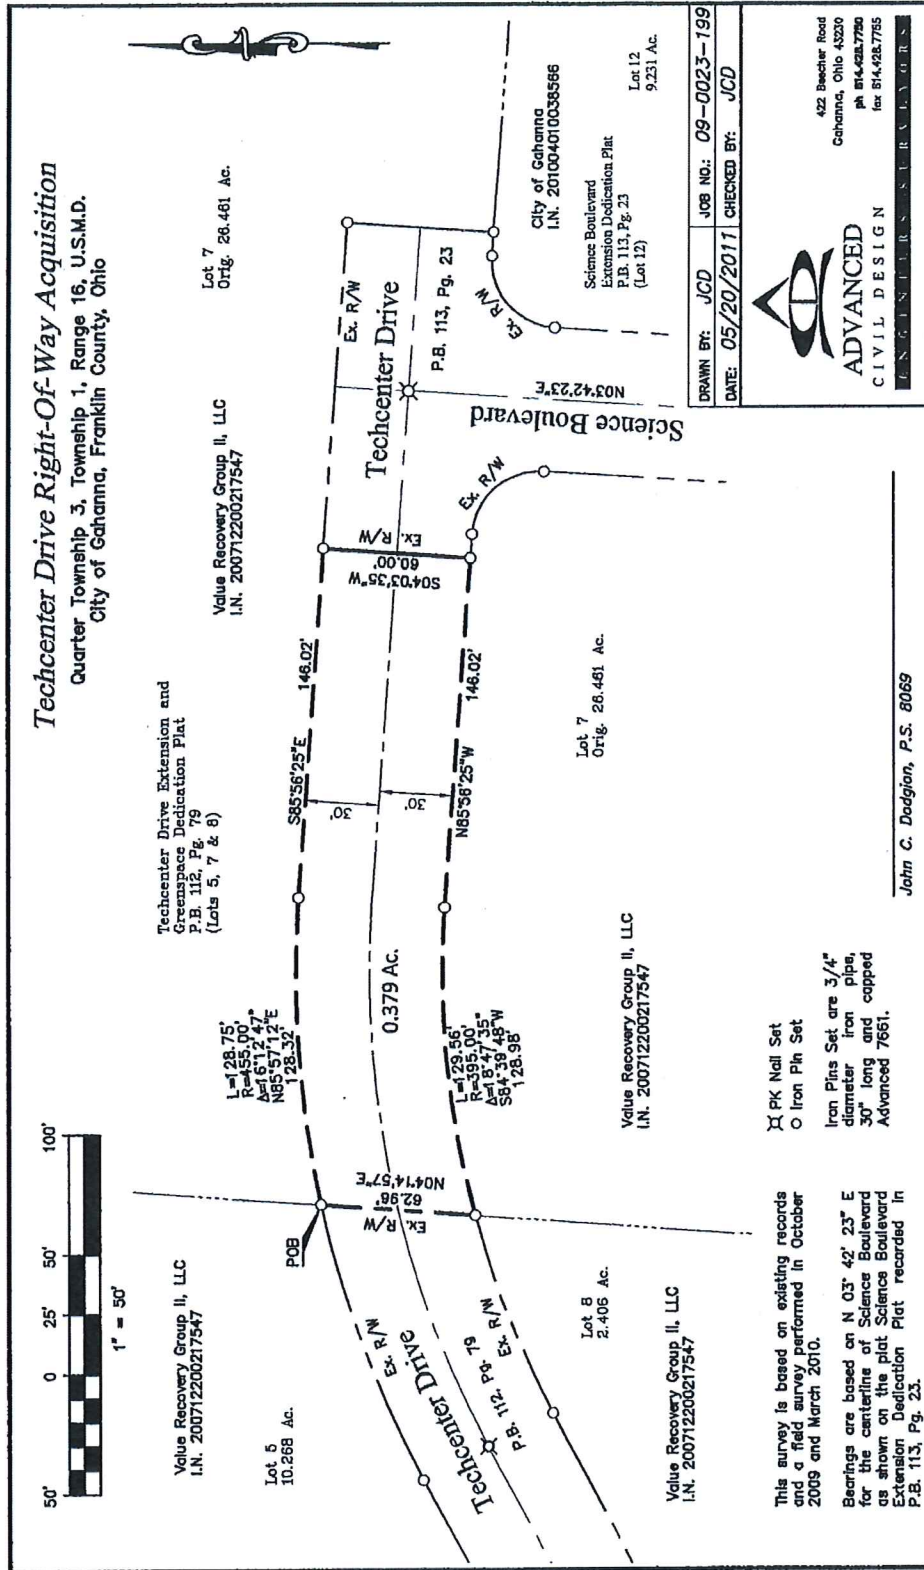 Techcenter Drive Right-Of-Way Acquisition
Quarter Township 3, Township 1, Range 16, U.S.M.D.
City of Gahanna, Franklin County, Ohio
50' 0 25' 50' 100'
1" = 50'
Techcenter Drive Extension and
Greenspace Dedication Plat
P.B. 112, Pg. 79
(Lots 5, 7 & 8)
Value Recovery Group II, LLC
I.N. 200712200217547
Lot 7
Orig. 26.461 Ac.
Value Recovery Group II, LLC
I.N. 200712200217547
Lot 5
10.268 Ac.
POB
L=128.75'
R=455.00'
Δ=16°12'47"
N85°57'12"E
128.32'
S85°56'25"E
146.02'
Ex. R/W
Techcenter Drive
P.B. 113, Pg. 23
Ex. R/W
Techcenter Drive
P.B. 112, Pg. 79
Ex. R/W
N04°14'57"E
62.96'
Ex.
R/W
0.379 Ac.
30'
30'
S04°03'35"W
60.00'
Ex.
R/W
L=129.56'
R=395.00'
Δ=18°47'35"
S84°39'48"W
128.98'
N85°56'25"W
146.02'
Ex. R/W
Science Boulevard
N03°42'23"E
Ex. R/W
City of Gahanna
I.N. 201004010038566
Science Boulevard
Extension Dedication Plat
P.B. 113, Pg. 23
(Lot 12)
Lot 12
9.231 Ac.
Lot 8
2.406 Ac.
Value Recovery Group II, LLC
I.N. 200712200217547
Value Recovery Group II, LLC
I.N. 200712200217547
Lot 7
Orig. 26.461 Ac.
This survey is based on existing records
and a field survey performed in October
2009 and March 2010.
Bearings are based on N 03° 42' 23" E
for the centerline of Science Boulevard
as shown on the plat Science Boulevard
Extension Dedication Plat recorded in
P.B. 113, Pg. 23.
PK Nail Set
Iron Pin Set
Iron Pins Set are 3/4"
diameter iron pipe,
30" long and capped
Advanced 7661.
John C. Dodgion, P.S. 8069
DRAWN BY: JCD JOB NO.: 09-0023-199
DATE: 05/20/2011 CHECKED BY: JCD
ADVANCED
CIVIL DESIGN
422 Beecher Road
Gahanna, Ohio 43230
ph 614.428.7750
fax 614.428.7755
ENGINEERS SURVEYORS